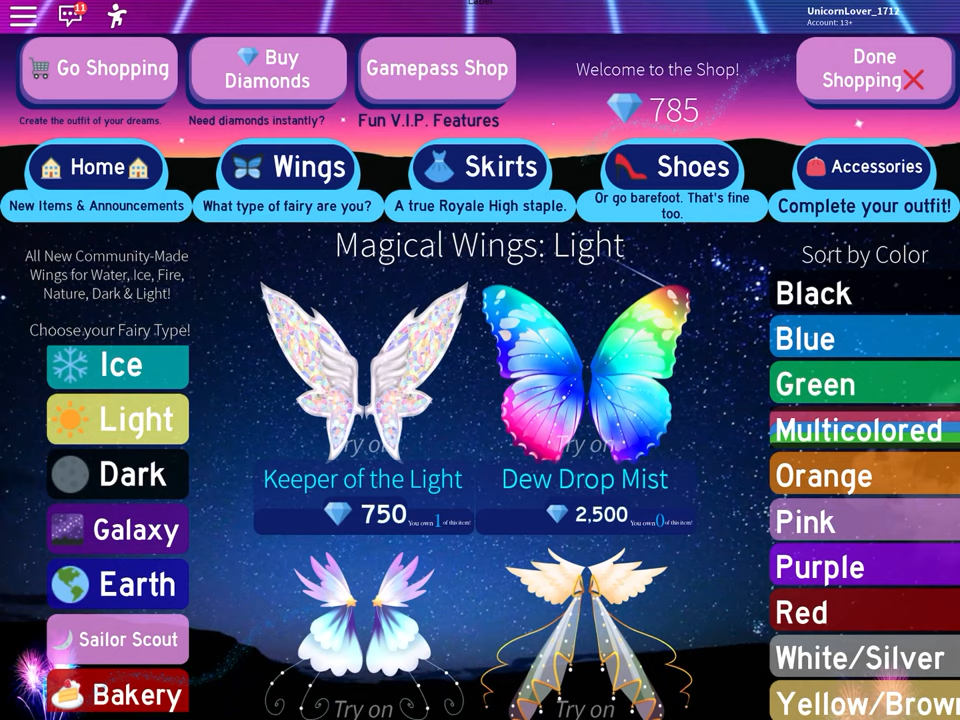 Label
11
UnicornLover_1712
Account: 13+
Go Shopping
Buy
Diamonds
Gamepass Shop
Welcome to the Shop!
785
Done
Shopping
Create the outfit of your dreams.
Need diamonds instantly?
Fun V.I.P. Features
Home
Wings
Skirts
Shoes
Accessories
New Items & Announcements
What type of fairy are you?
A true Royale High staple.
Or go barefoot. That's fine
too.
Complete your outfit!
Magical Wings: Light
All New Community-Made
Wings for Water, Ice, Fire,
Nature, Dark & Light!
Choose your Fairy Type!
Ice
Light
Dark
Galaxy
Earth
Sailor Scout
Bakery
Try on
Keeper of the Light
750
You own 1 of this item!
Try on
Dew Drop Mist
2,500
You own 0 of this item!
Try on
Try on
Sort by Color
Black
Blue
Green
Multicolored
Orange
Pink
Purple
Red
White/Silver
Yellow/Brown